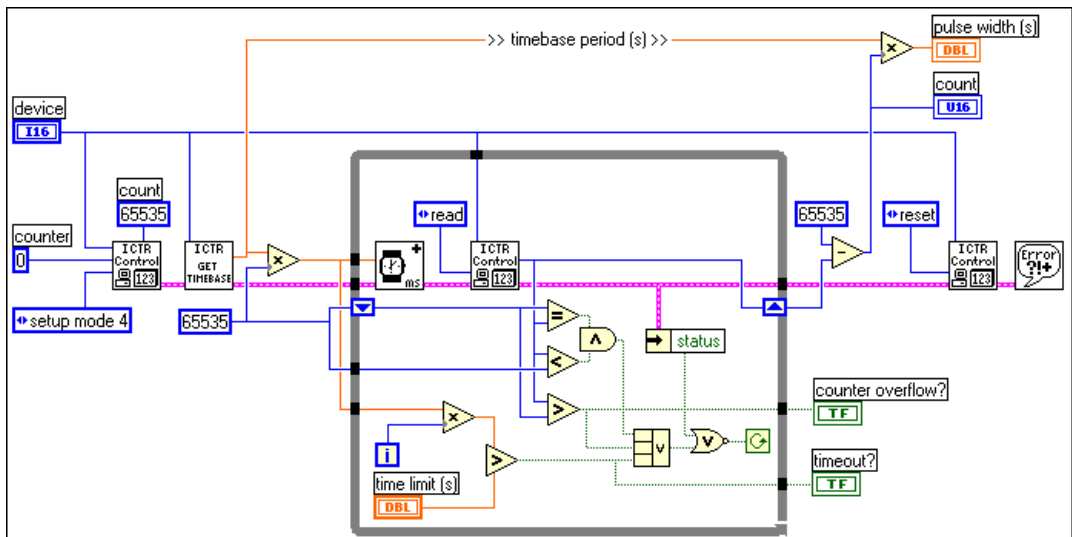 >> timebase period (s) >>
pulse width (s)
DBL
count
U16
device
I16
count
65535
counter
0
ICTR
Control
123
setup mode 4
ICTR
GET
TIMEBASE
65535
ms
read
ICTR
Control
123
status
i
time limit (s)
DBL
65535
reset
ICTR
Control
123
Error
?!+
counter overflow?
TF
timeout?
TF